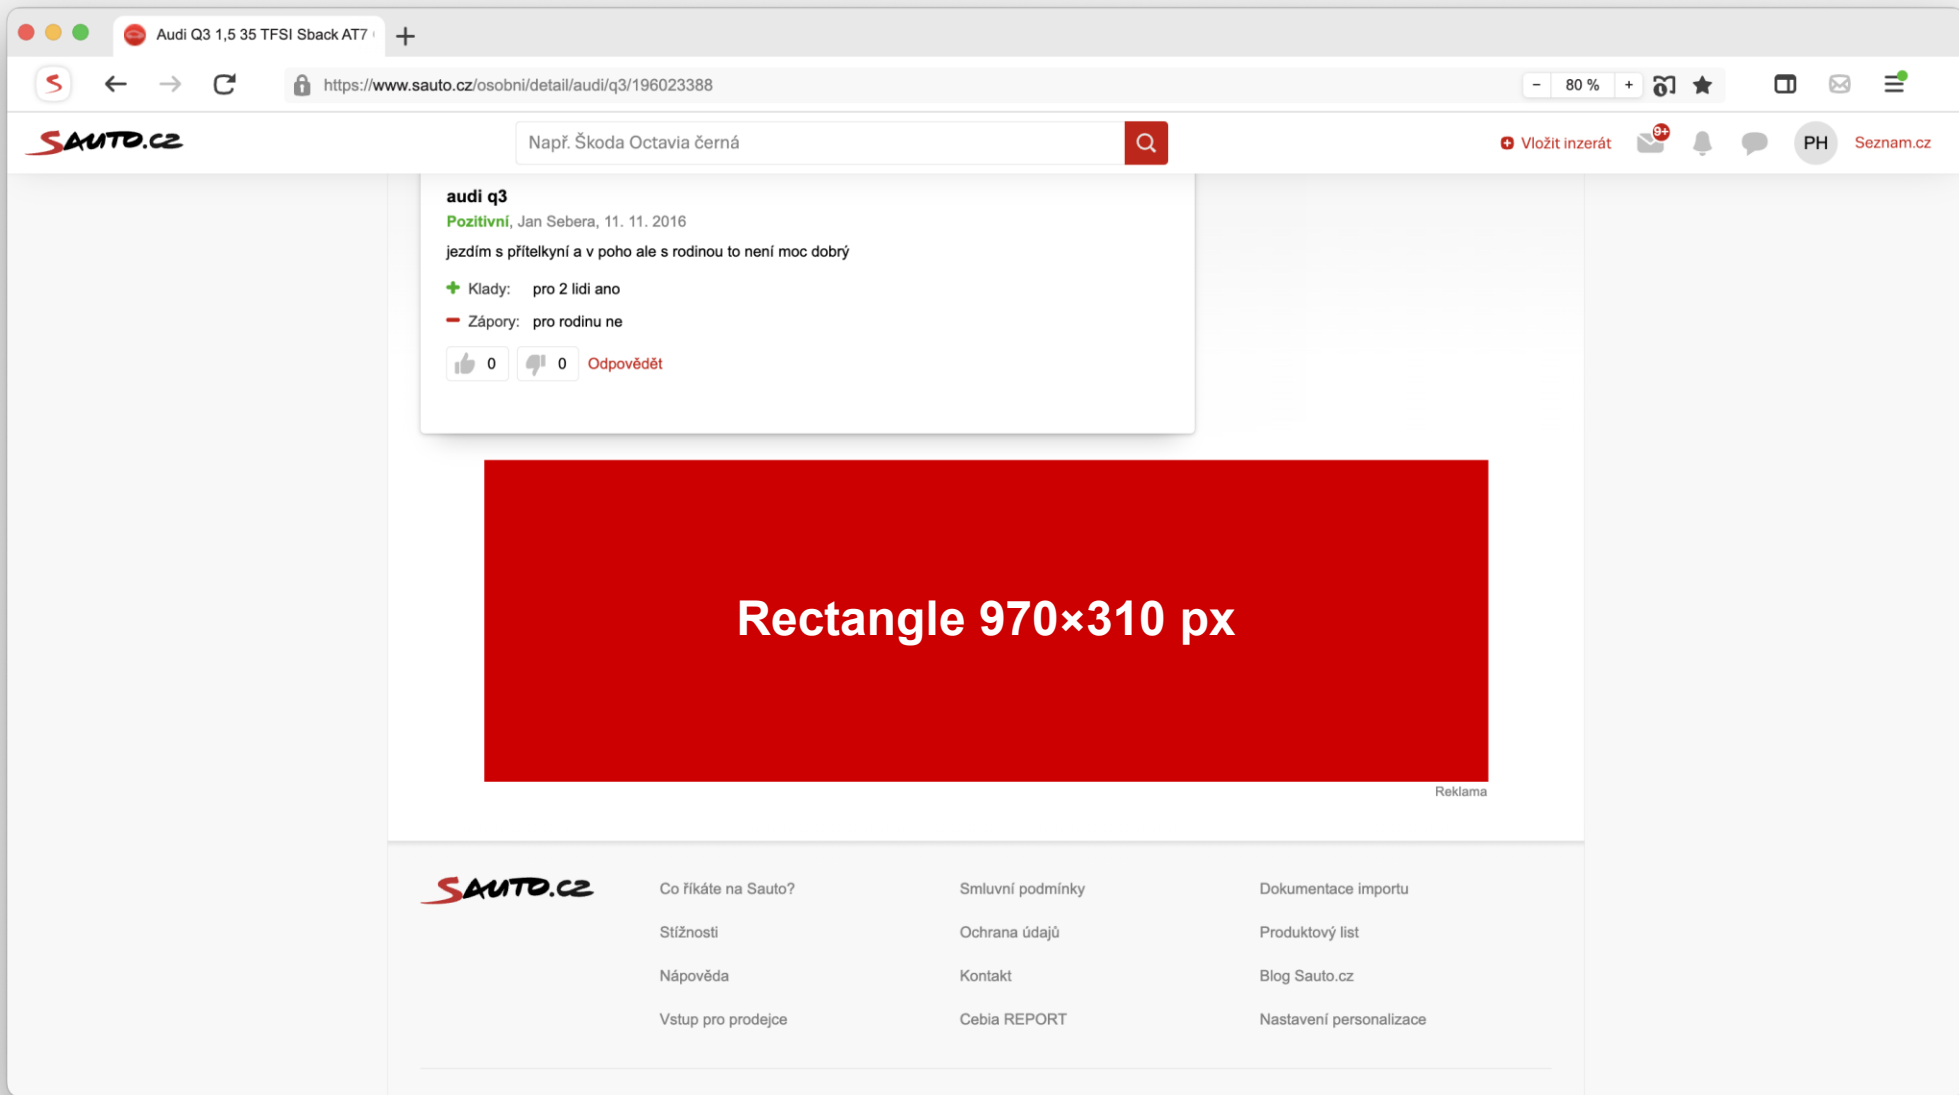 Audi Q3 1,5 35 TFSI Sback AT7
https://www.sauto.cz/osobni/detail/audi/q3/196023388
- 80 % +
SAUTO.CZ
Např. Škoda Octavia černá
Vložit inzerát
9+
PH
Seznam.cz
audi q3
Pozitivní, Jan Sebera, 11. 11. 2016
jezdím s přítelkyní a v poho ale s rodinou to není moc dobrý
Klady: pro 2 lidi ano
Zápory: pro rodinu ne
0 0 Odpovědět
Rectangle 970×310 px
Reklama
SAUTO.CZ
Co říkáte na Sauto?
Smluvní podmínky
Dokumentace importu
Stížnosti
Ochrana údajů
Produktový list
Nápověda
Kontakt
Blog Sauto.cz
Vstup pro prodejce
Cebia REPORT
Nastavení personalizace